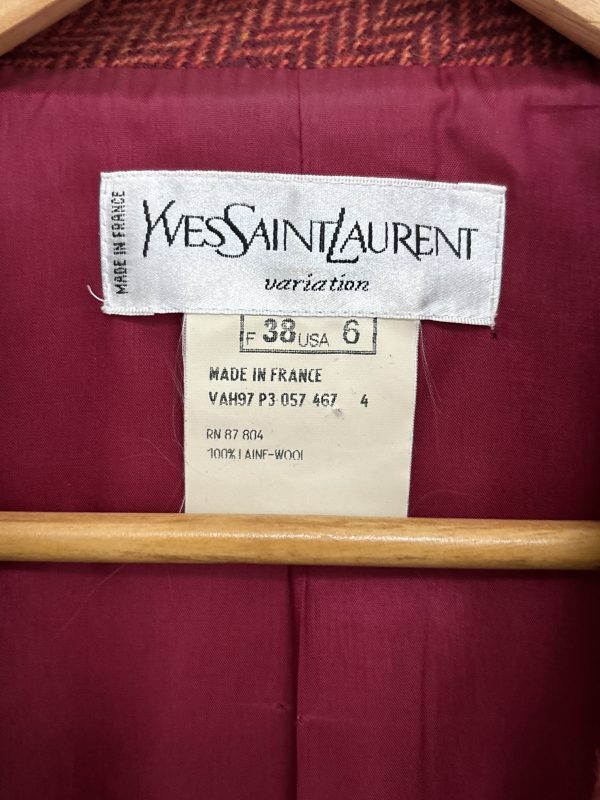 MADE IN FRANCE
YVES SAINT LAURENT
variation
F 38 USA 6
MADE IN FRANCE
VAH97 P3 057 467 4
RN 87 804
100% LAINE-WOOL